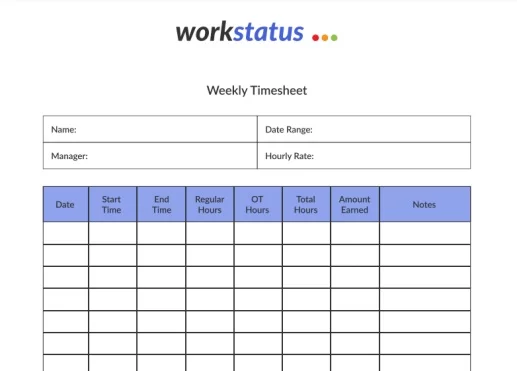 workstatus
Weekly Timesheet
Name: Date Range:
Manager: Hourly Rate:
Date Start Time End Time Regular Hours OT Hours Total Hours Amount Earned Notes